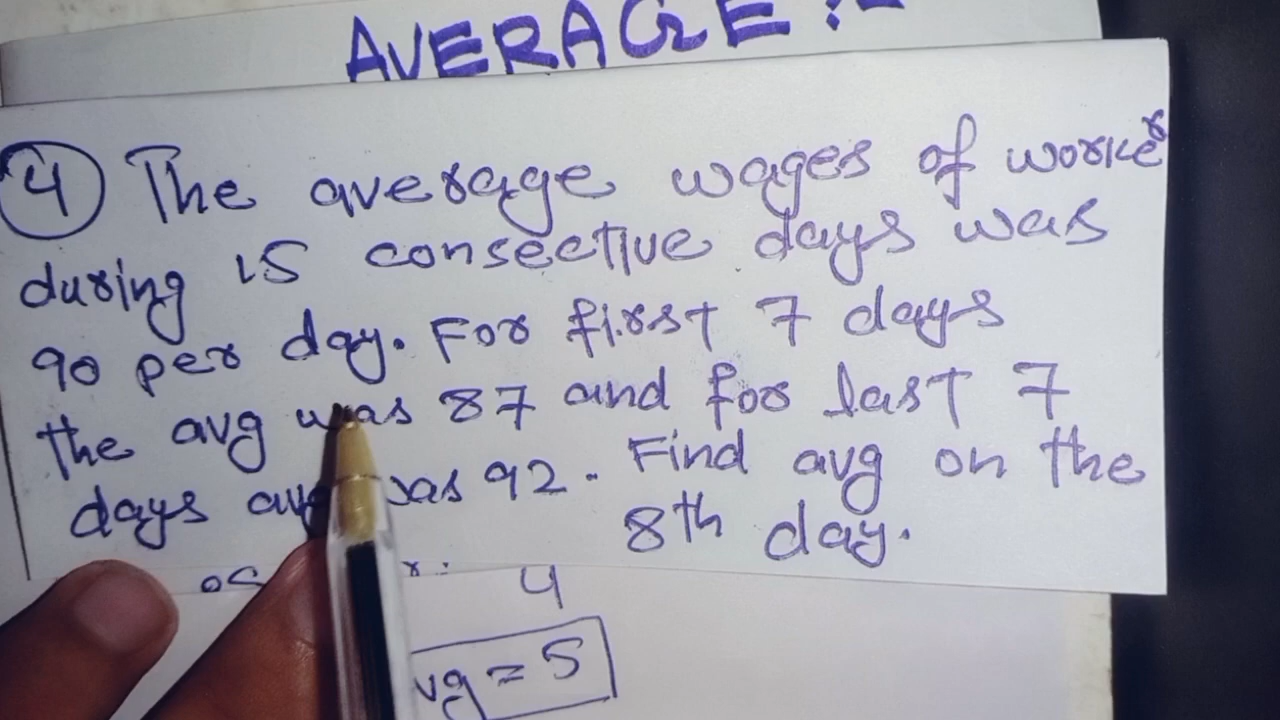 AVERAGE :-
4 The average wages of worker
during 15 consective days was
90 per day. For first 7 days
the avg was 87 and for last 7
days avg was 92. Find avg on the
8th day.
4
vg = 5